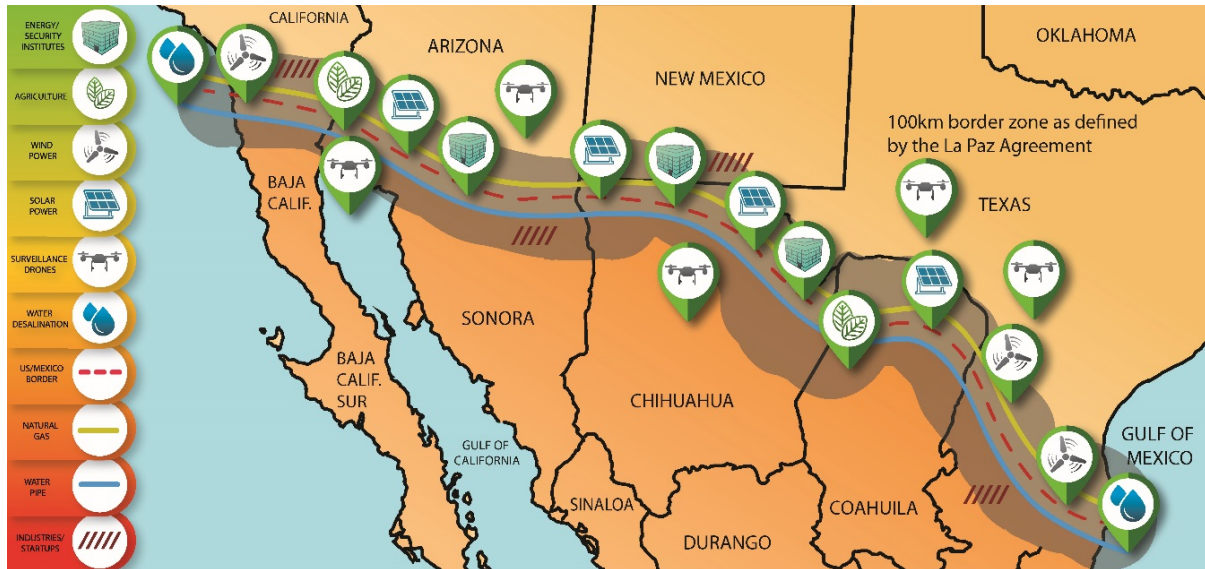 ENERGY/
SECURITY
INSTITUTES
AGRICULTURE
WIND
POWER
SOLAR
POWER
SURVEILLANCE
DRONES
WATER
DESALINATION
US/MEXICO
BORDER
NATURAL
GAS
WATER
PIPE
INDUSTRIES/
STARTUPS
CALIFORNIA
ARIZONA
NEW MEXICO
OKLAHOMA
100km border zone as defined
by the La Paz Agreement
TEXAS
BAJA
CALIF.
SONORA
BAJA
CALIF.
SUR
CHIHUAHUA
GULF OF
CALIFORNIA
GULF OF
MEXICO
SINALOA
COAHUILA
DURANGO